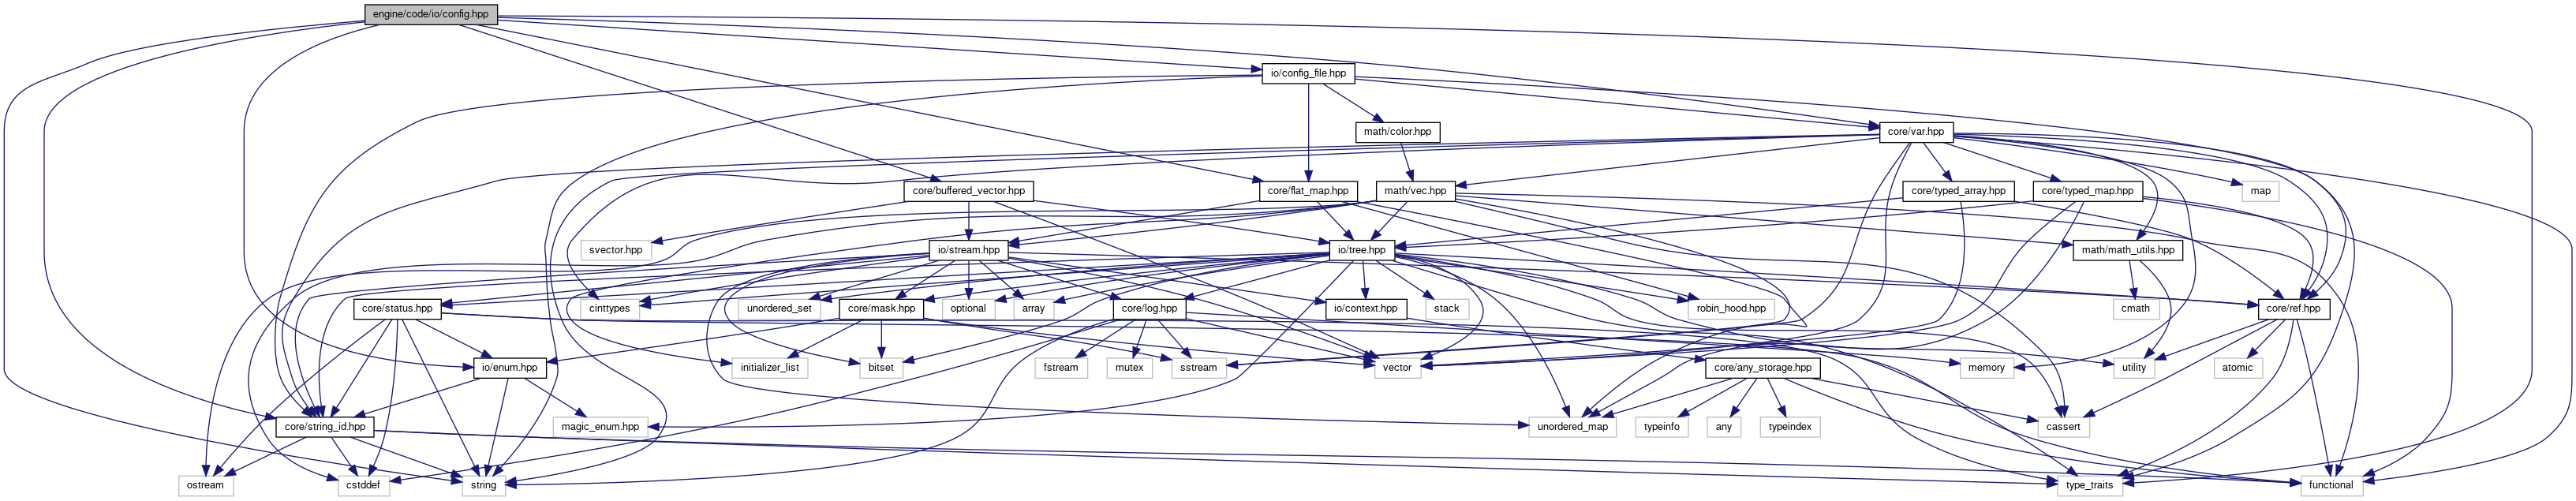 engine/code/io/config.hpp
io/config_file.hpp
math/color.hpp
core/var.hpp
core/buffered_vector.hpp
core/flat_map.hpp
math/vec.hpp
core/typed_array.hpp
core/typed_map.hpp
map
svector.hpp
io/stream.hpp
io/tree.hpp
math/math_utils.hpp
core/status.hpp
cinttypes
unordered_set
core/mask.hpp
optional
array
core/log.hpp
io/context.hpp
stack
robin_hood.hpp
cmath
core/ref.hpp
io/enum.hpp
initializer_list
bitset
fstream
mutex
sstream
vector
core/any_storage.hpp
memory
utility
atomic
core/string_id.hpp
magic_enum.hpp
unordered_map
typeinfo
any
typeindex
cassert
ostream
cstddef
string
type_traits
functional